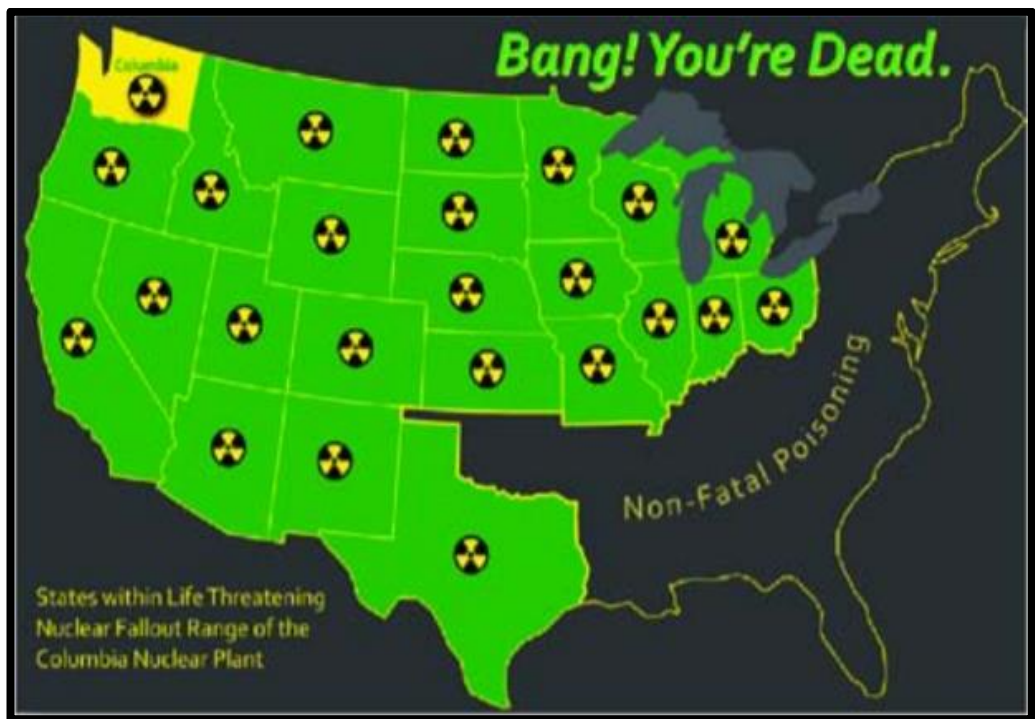 Bang! You're Dead.
Columbia
Non-Fatal Poisoning
States within Life Threatening
Nuclear Fallout Range of the
Columbia Nuclear Plant